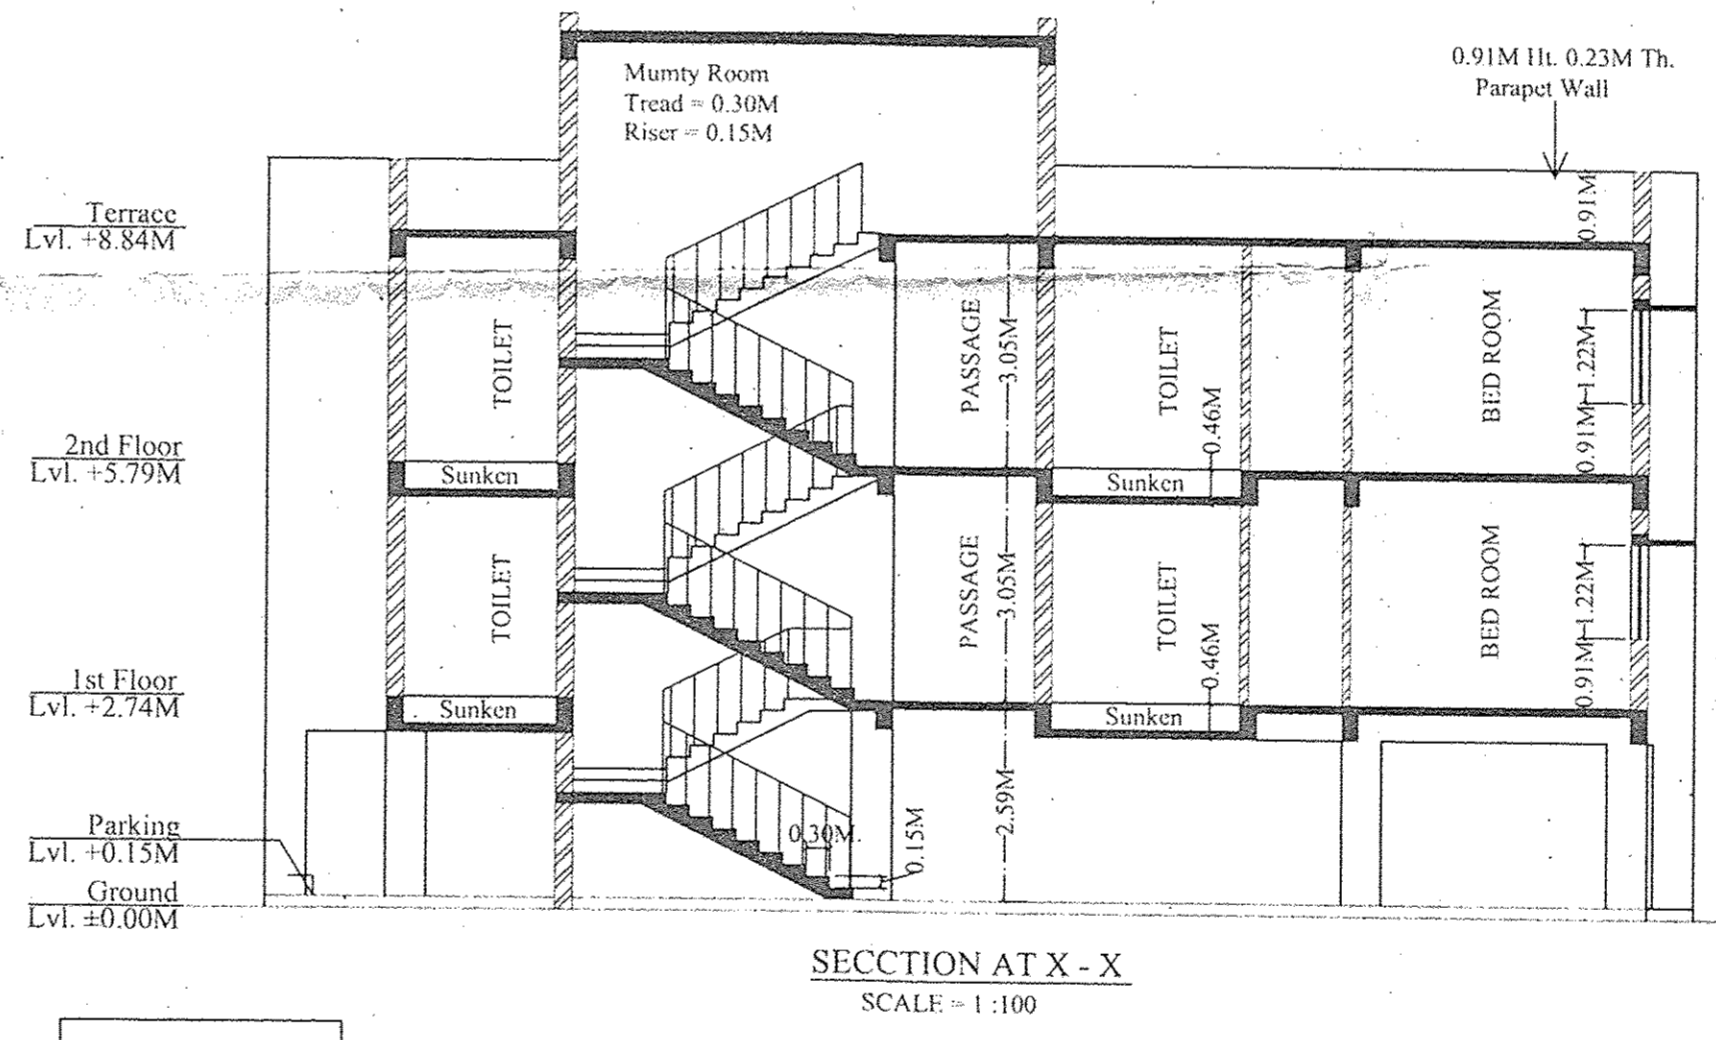 Mumty Room
Tread = 0.30M
Riser = 0.15M
0.91M Ht. 0.23M Th.
Parapet Wall
0.91M
Terrace
Lvl. +8.84M
TOILET
PASSAGE
3.05M
TOILET
0.46M
BED ROOM
1.22M
0.91M
2nd Floor
Lvl. +5.79M
Sunken
Sunken
TOILET
PASSAGE
3.05M
TOILET
0.46M
BED ROOM
1.22M
0.91M
1st Floor
Lvl. +2.74M
Sunken
Sunken
Parking
Lvl. +0.15M
0.30M.
0.15M
2.59M
Ground
Lvl. ±0.00M
SECCTION AT X - X
SCALE = 1 :100